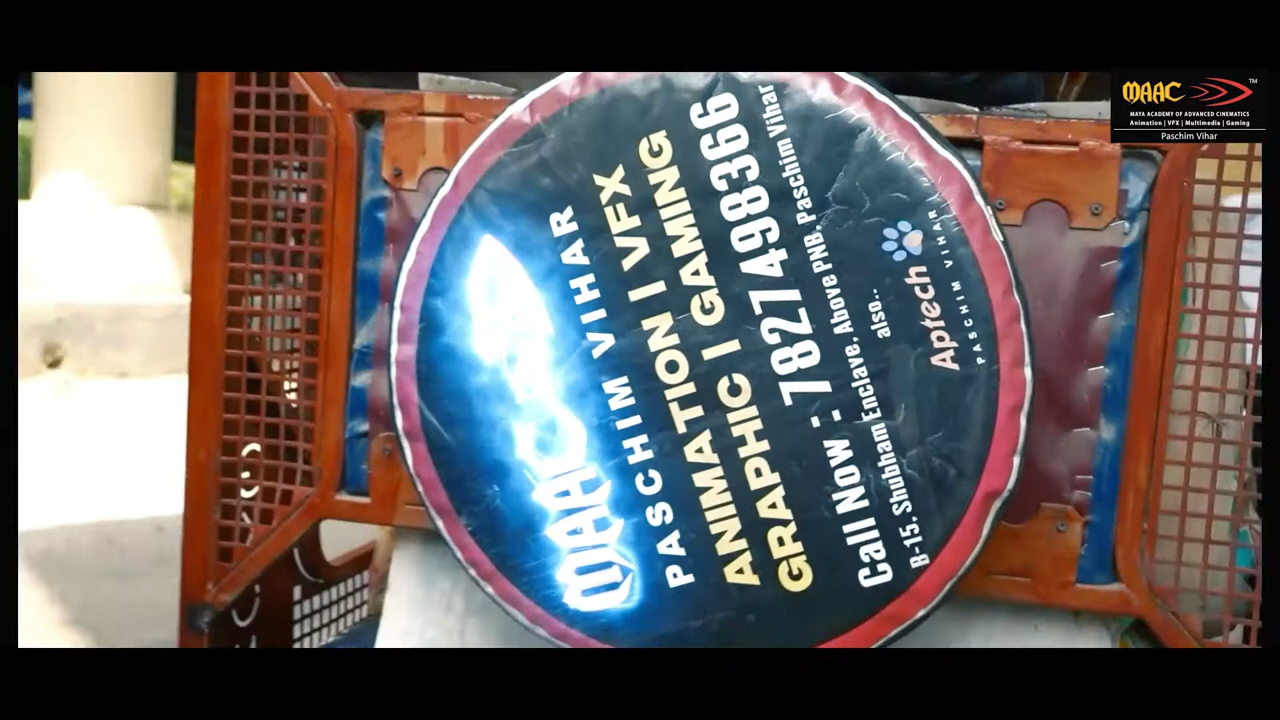 MAAC
PASCHIM VIHAR
ANIMATION | VFX
GRAPHIC | GAMING
Call Now : 7827498366
B-15, Shubham Enclave, Above PNB, Paschim Vihar
also..
Aptech
PASCHIM VIHAR
MAAC TM
MAYA ACADEMY OF ADVANCED CINEMATICS
Animation | VFX | Multimedia | Gaming
Paschim Vihar